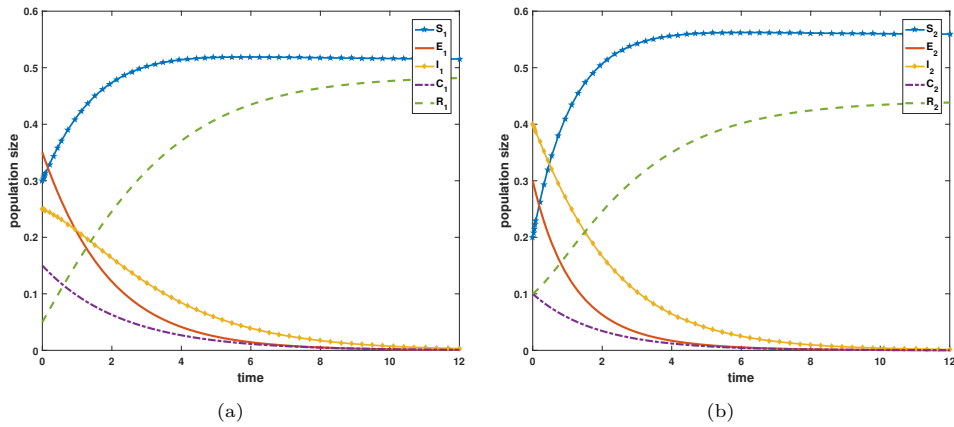 0.6
0.5
0.4
0.3
0.2
0.1
0
population size
0 2 4 6 8 10 12
time
S1
E1
I1
C1
R1
(a)
0.6
0.5
0.4
0.3
0.2
0.1
0
population size
0 2 4 6 8 10 12
time
S2
E2
I2
C2
R2
(b)